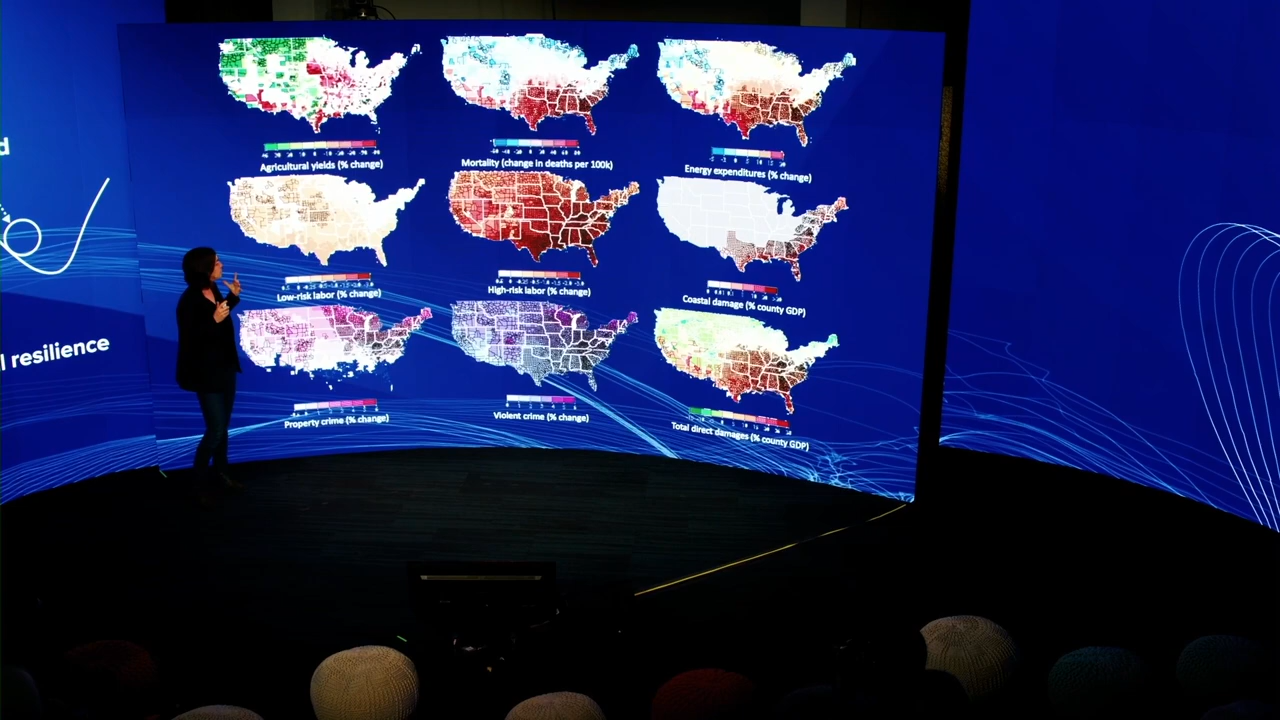 d
l resilience
Agricultural yields (% change)
Mortality (change in deaths per 100k)
Energy expenditures (% change)
Low-risk labor (% change)
High-risk labor (% change)
Coastal damage (% county GDP)
Property crime (% change)
Violent crime (% change)
Total direct damages (% county GDP)